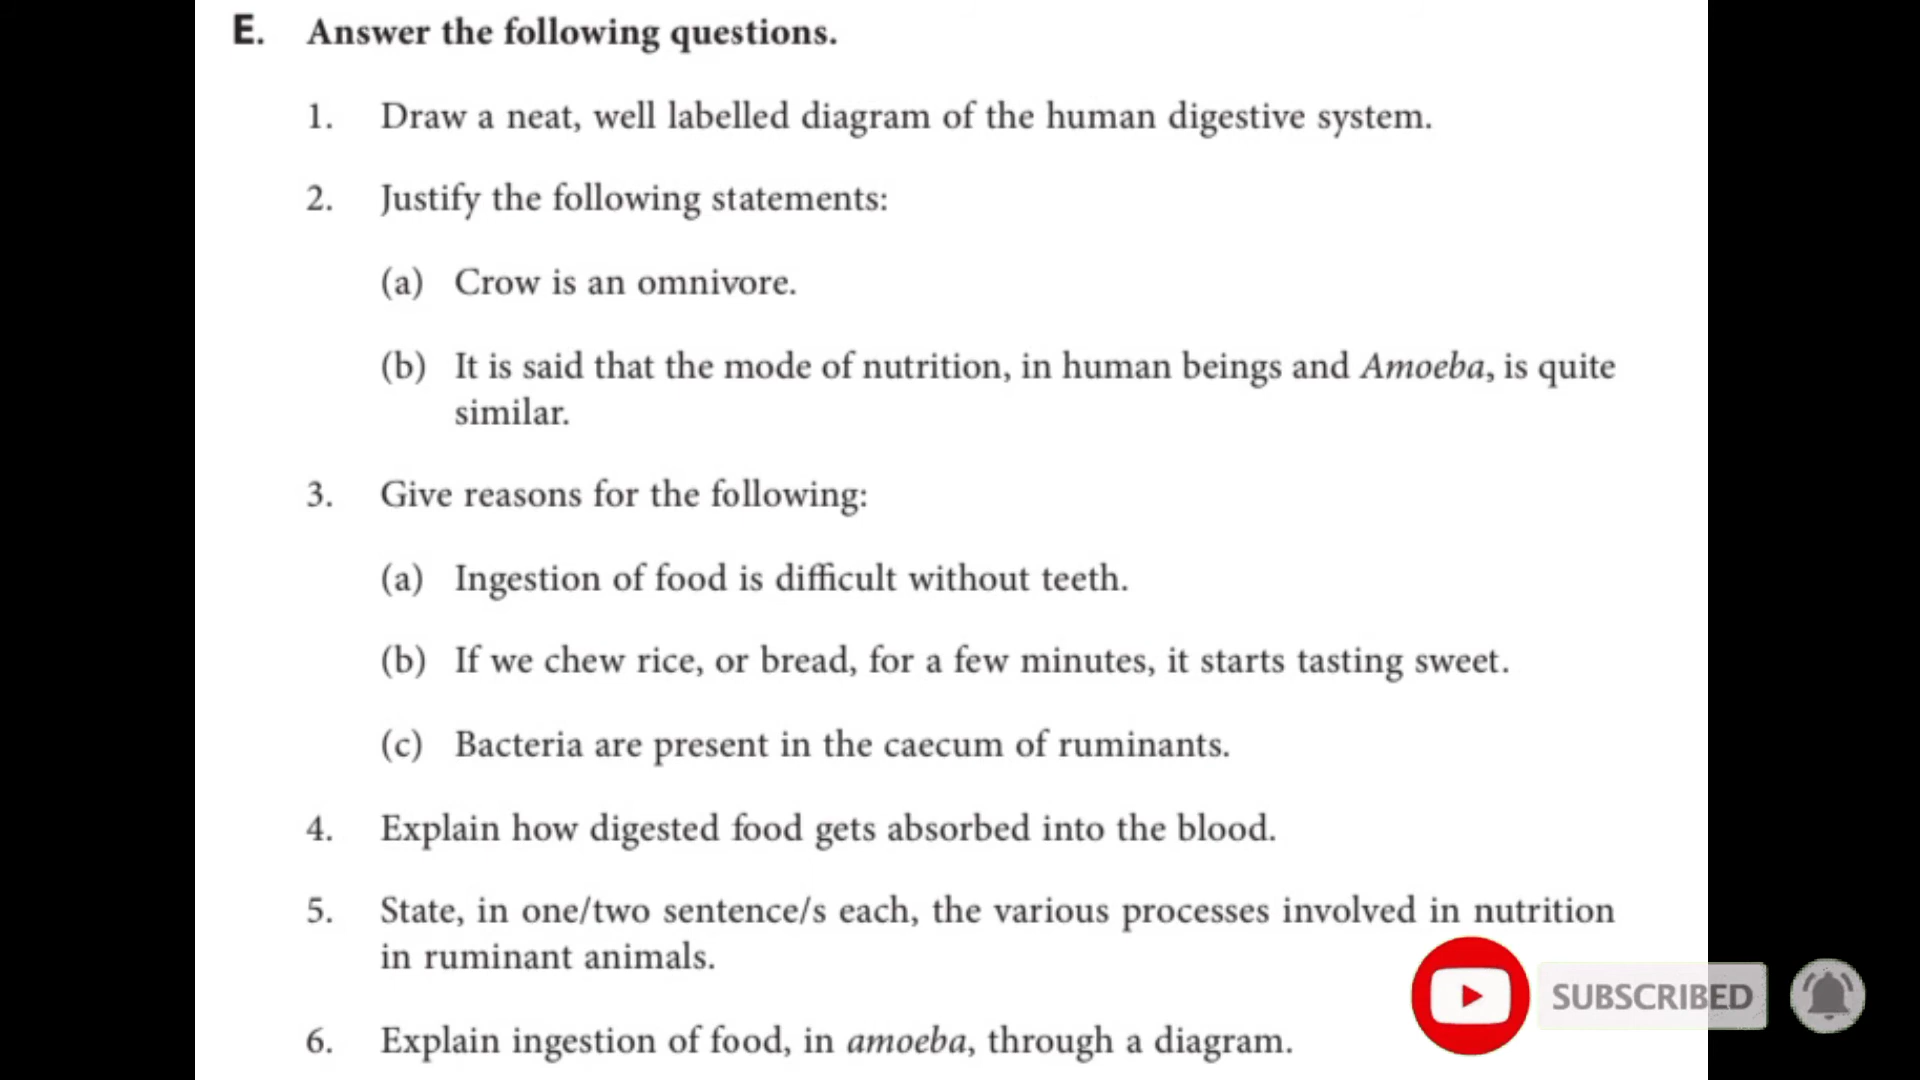 E. Answer the following questions.
1. Draw a neat, well labelled diagram of the human digestive system.
2. Justify the following statements:
(a) Crow is an omnivore.
(b) It is said that the mode of nutrition, in human beings and Amoeba, is quite
similar.
3. Give reasons for the following:
(a) Ingestion of food is difficult without teeth.
(b) If we chew rice, or bread, for a few minutes, it starts tasting sweet.
(c) Bacteria are present in the caecum of ruminants.
4. Explain how digested food gets absorbed into the blood.
5. State, in one/two sentence/s each, the various processes involved in nutrition
in ruminant animals.
SUBSCRIBED
6. Explain ingestion of food, in amoeba, through a diagram.